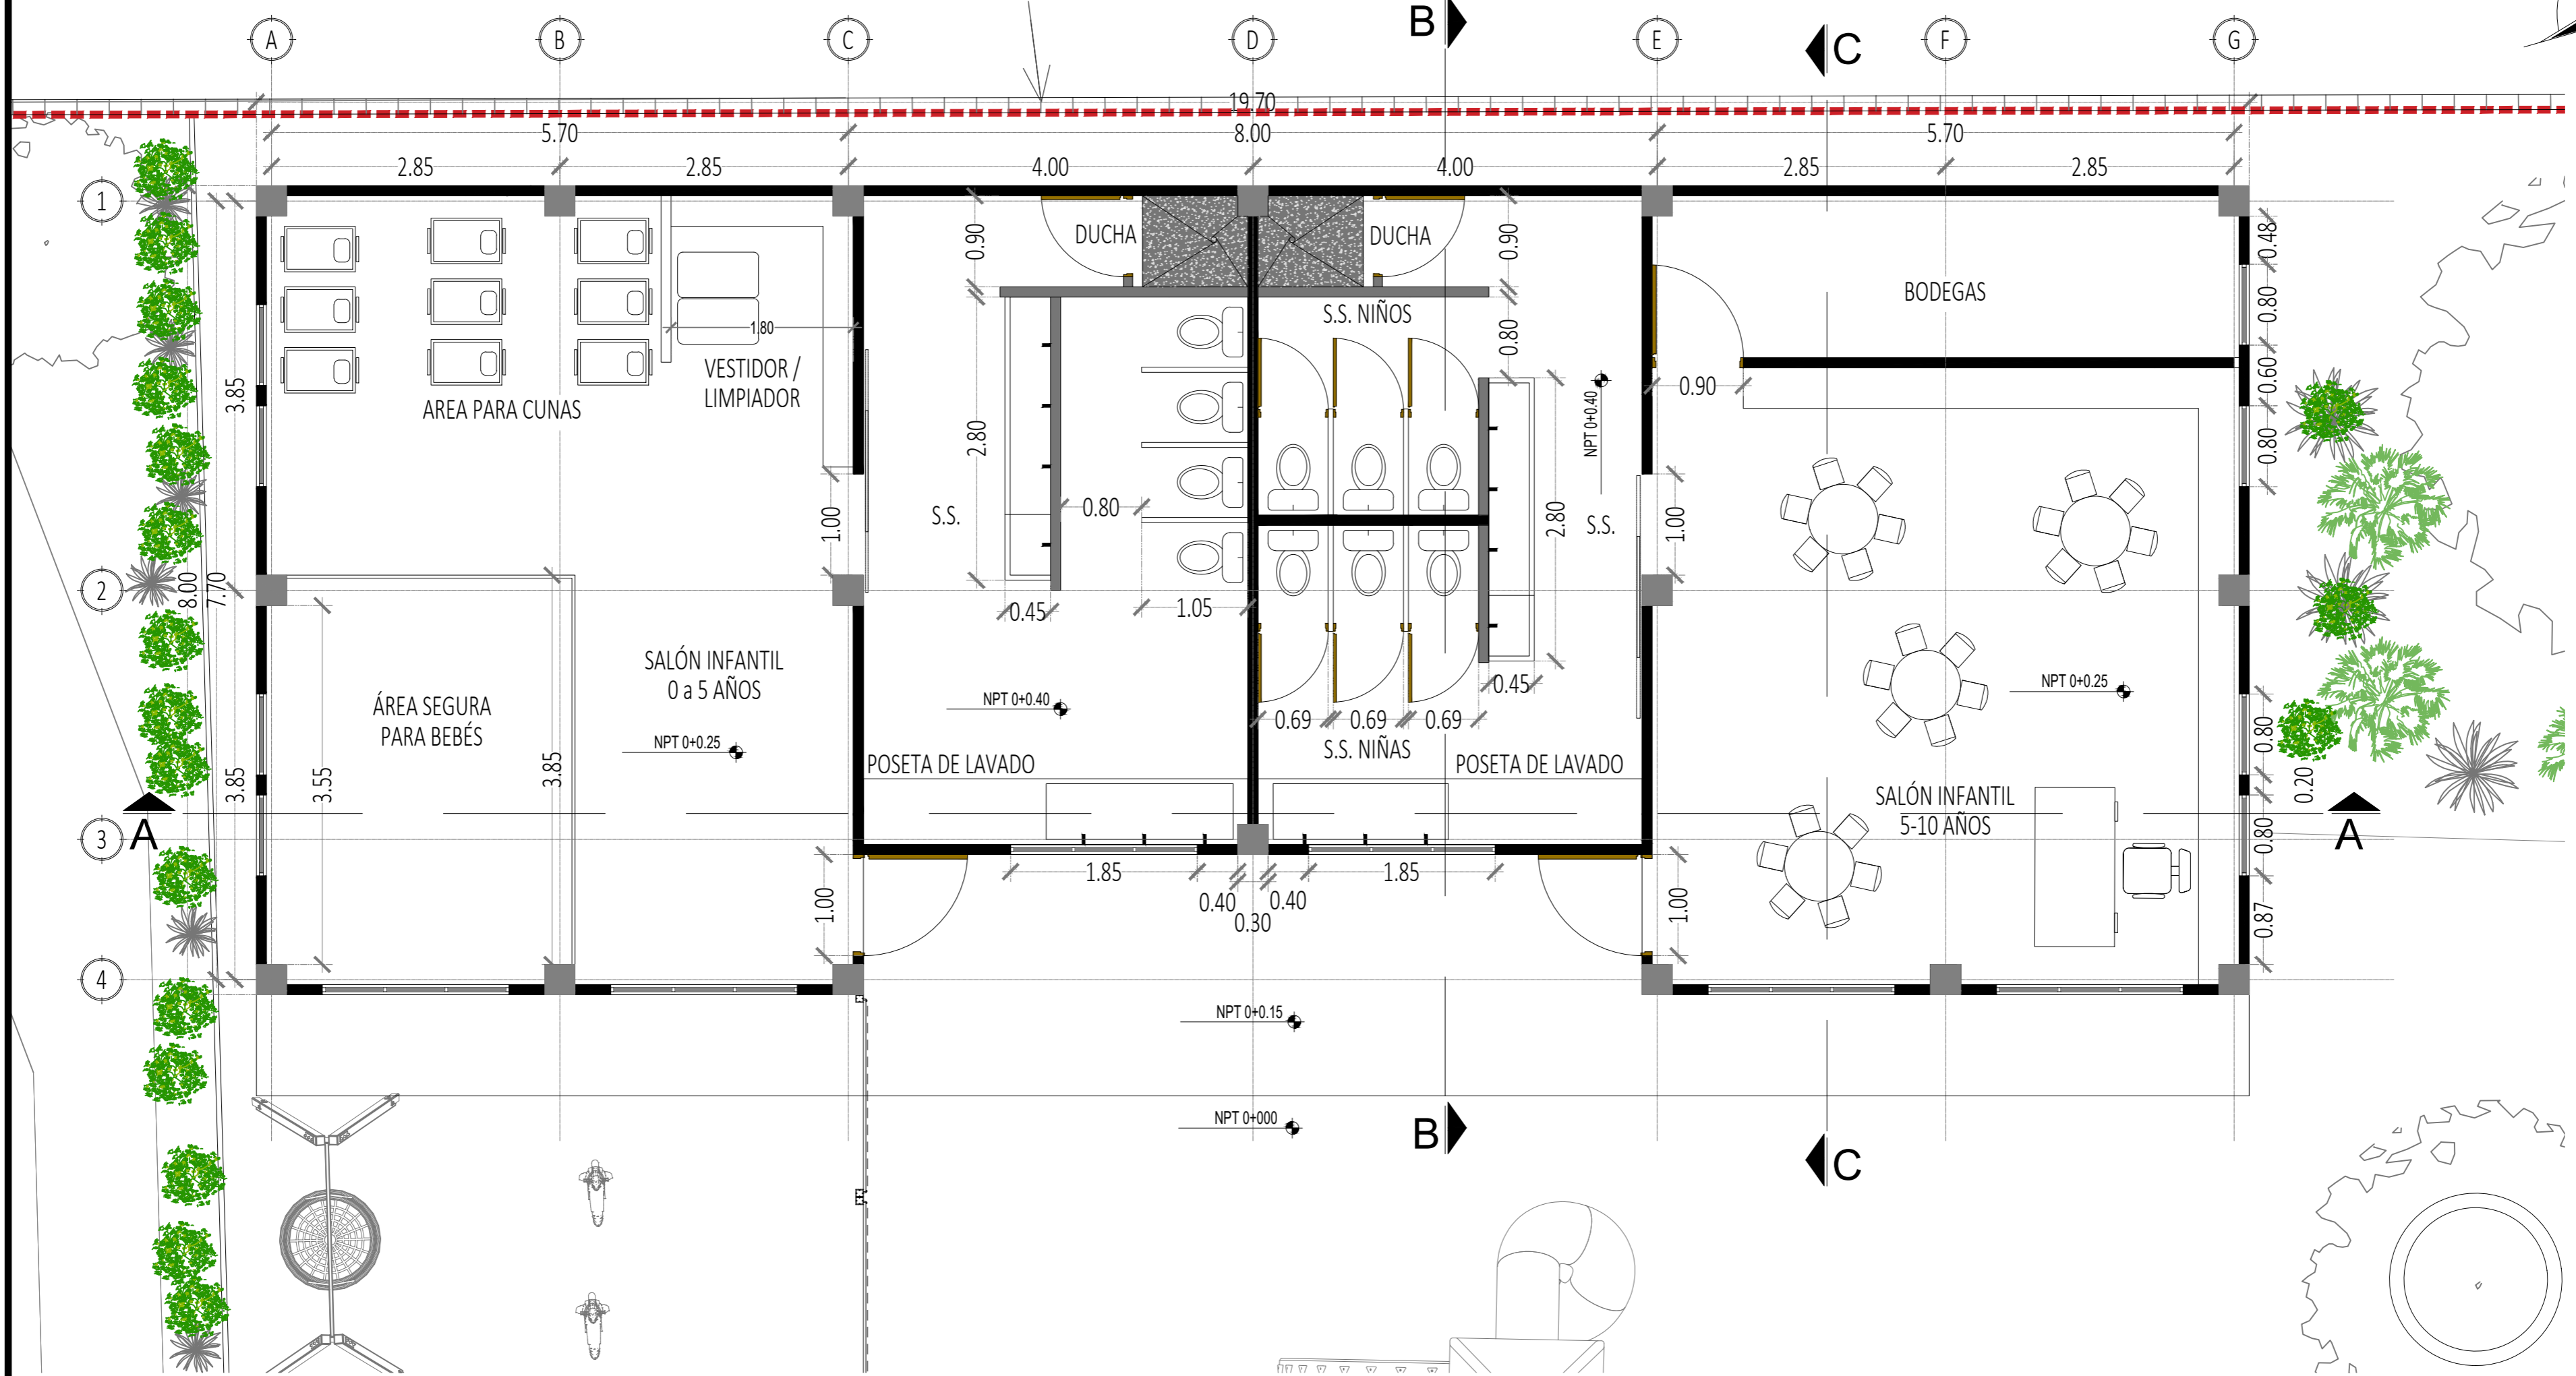 B
C
A
B
C
D
E
F
G
19.70
5.70
8.00
5.70
2.85
2.85
4.00
4.00
2.85
2.85
1
0.90
DUCHA
DUCHA
0.90
0.48
BODEGAS
0.80
S.S. NIÑOS
1.80
0.80
VESTIDOR /
LIMPIADOR
0.60
0.90
3.85
AREA PARA CUNAS
NPT 0+0.40
2.80
0.80
0.80
S.S.
1.00
2.80
S.S.
1.00
2
8.00
7.70
0.45
1.05
SALÓN INFANTIL
0 a 5 AÑOS
ÁREA SEGURA
PARA BEBÉS
NPT 0+0.40
0.45
NPT 0+0.25
0.69
0.69
0.69
NPT 0+0.25
S.S. NIÑAS
0.80
POSETA DE LAVADO
POSETA DE LAVADO
3.85
3.55
3.85
0.20
SALÓN INFANTIL
5-10 AÑOS
A
3
0.80
A
1.85
1.85
1.00
0.40
0.40
0.30
1.00
0.87
4
NPT 0+0.15
NPT 0+000
B
C